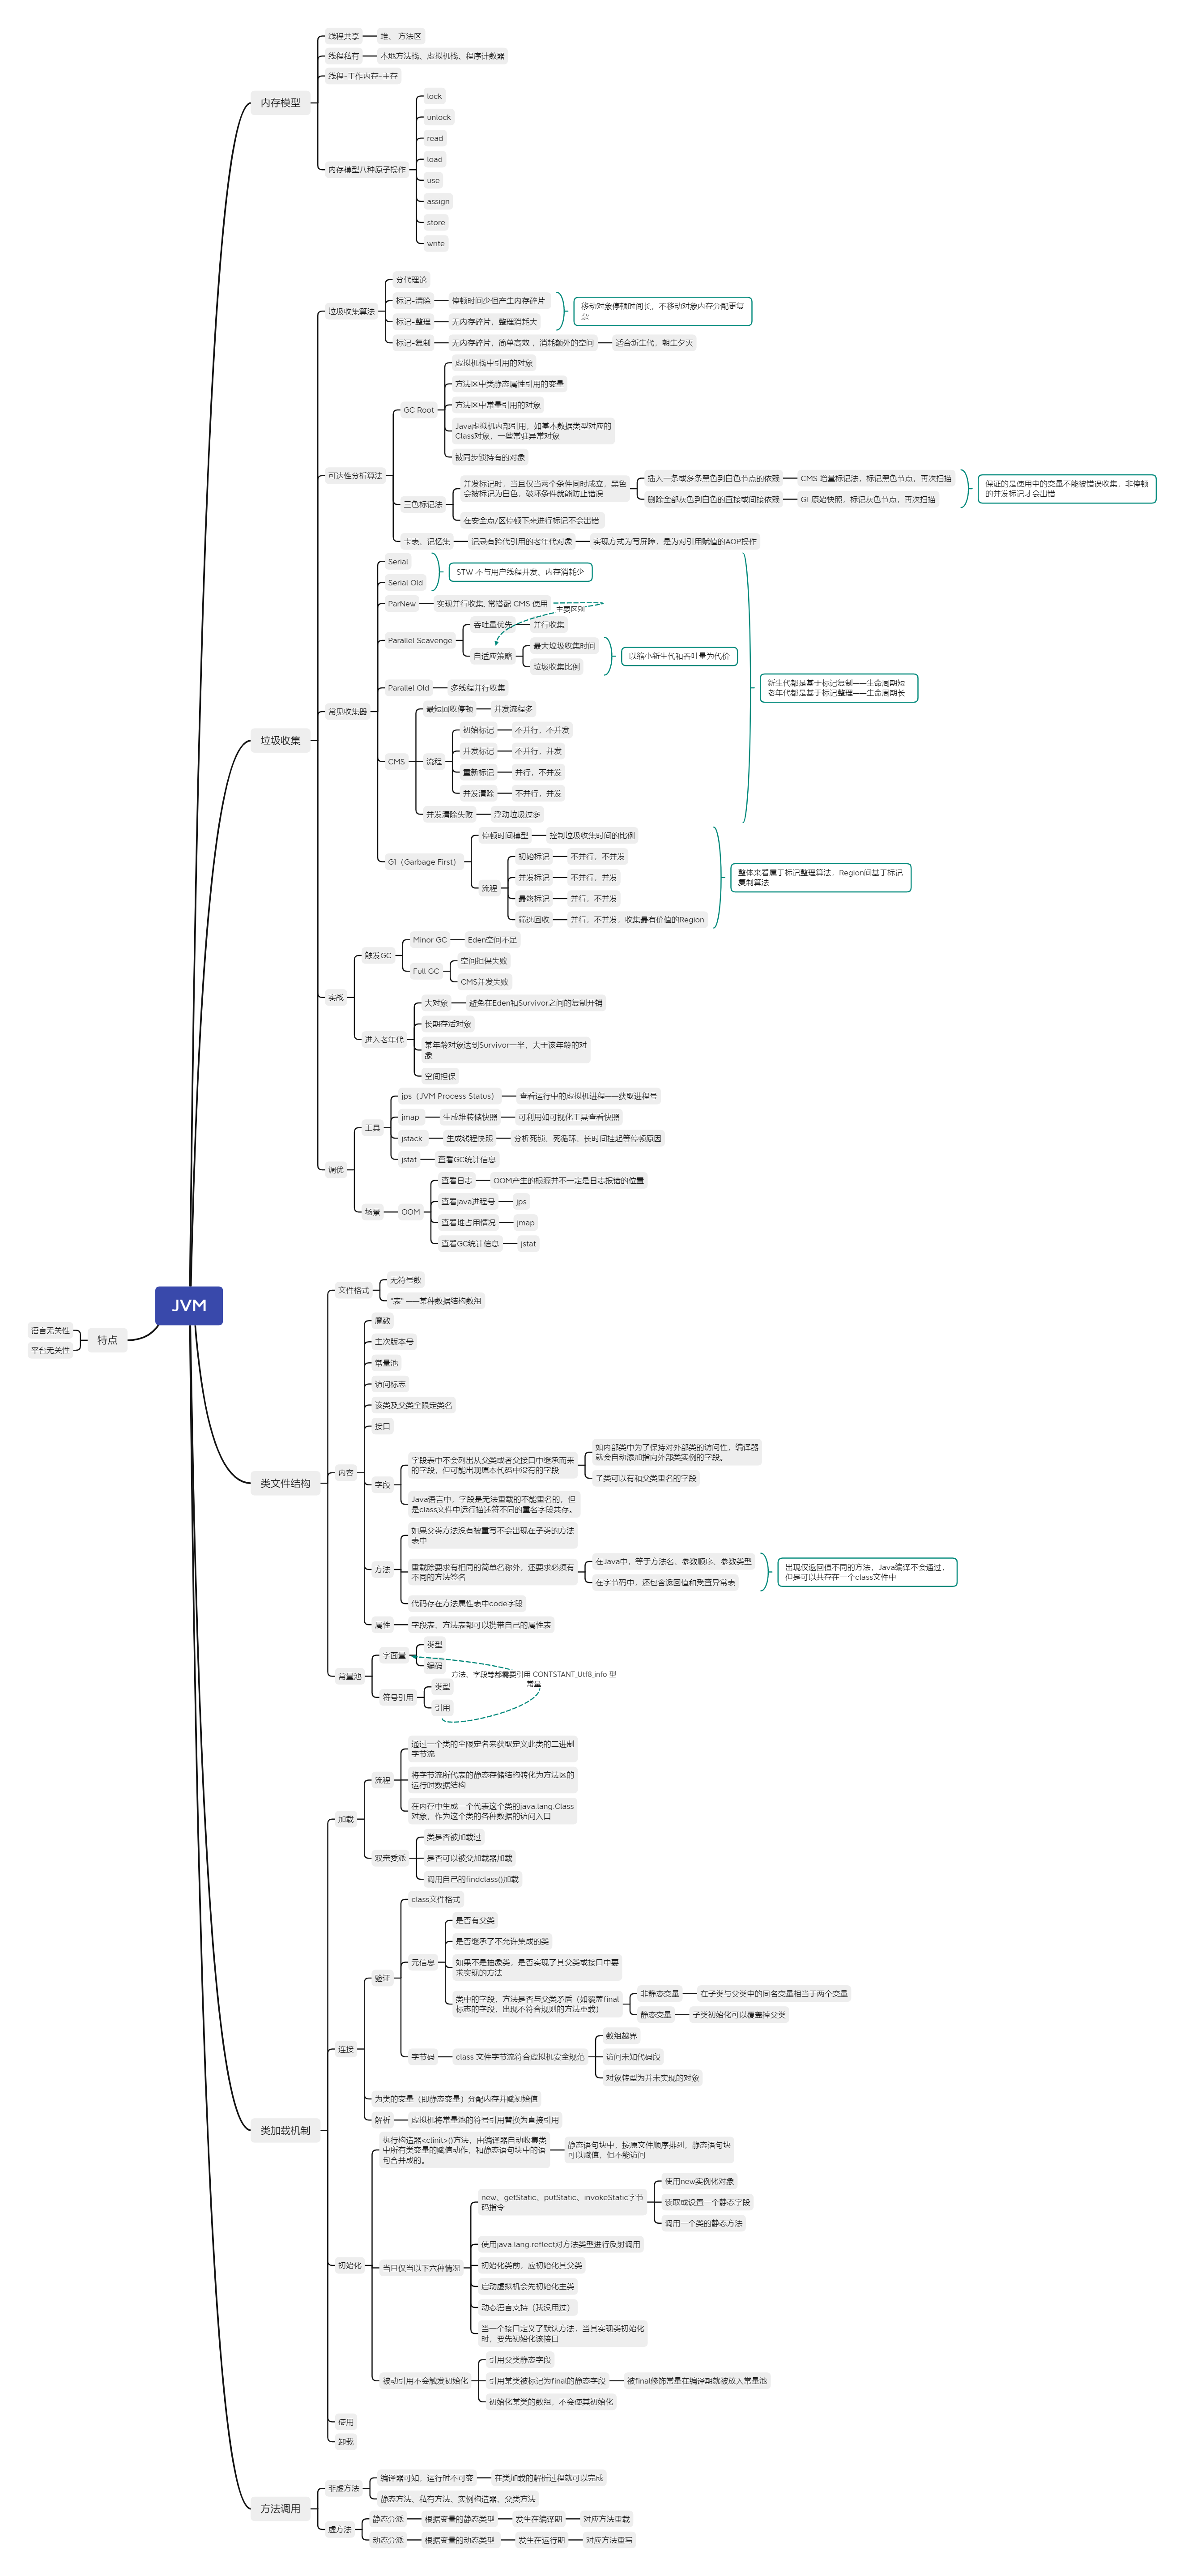 线程共享
堆、 方法区
线程私有
本地方法栈、虚拟机栈、程序计数器
线程-工作内存-主存
内存模型
lock
unlock
read
load
内存模型八种原子操作
use
assign
store
write
分代理论
标记-清除
停顿时间少但产生内存碎片
移动对象停顿时间长，不移动对象内存分配更复
杂
垃圾收集算法
标记-整理
无内存碎片，整理消耗大
标记-复制
无内存碎片，简单高效 ，消耗额外的空间
适合新生代，朝生夕灭
虚拟机栈中引用的对象
方法区中类静态属性引用的变量
GC Root
方法区中常量引用的对象
Java虚拟机内部引用，如基本数据类型对应的
Class对象，一些常驻异常对象
被同步锁持有的对象
可达性分析算法
并发标记时，当且仅当两个条件同时成立，黑色
会被标记为白色，破坏条件就能防止错误
插入一条或多条黑色到白色节点的依赖
CMS 增量标记法，标记黑色节点，再次扫描
删除全部灰色到白色的直接或间接依赖
G1 原始快照，标记灰色节点，再次扫描
保证的是使用中的变量不能被错误收集，非停顿
的并发标记才会出错
三色标记法
在安全点/区停顿下来进行标记不会出错
卡表、记忆集
记录有跨代引用的老年代对象
实现方式为写屏障，是为对引用赋值的AOP操作
Serial
Serial Old
STW 不与用户线程并发、内存消耗少
ParNew
实现并行收集, 常搭配 CMS 使用
主要区别
Parallel Scavenge
吞吐量优先
并行收集
自适应策略
最大垃圾收集时间
垃圾收集比例
以缩小新生代和吞吐量为代价
Parallel Old
多线程并行收集
新生代都是基于标记复制——生命周期短
老年代都是基于标记整理——生命周期长
常见收集器
最短回收停顿
并发流程多
CMS
流程
初始标记
不并行，不并发
并发标记
不并行，并发
重新标记
并行，不并发
并发清除
不并行，并发
并发清除失败
浮动垃圾过多
垃圾收集
G1（Garbage First）
停顿时间模型
控制垃圾收集时间的比例
流程
初始标记
不并行，不并发
并发标记
不并行，并发
最终标记
并行，不并发
筛选回收
并行，不并发，收集最有价值的Region
整体来看属于标记整理算法，Region间基于标记
复制算法
实战
触发GC
Minor GC
Eden空间不足
Full GC
空间担保失败
CMS并发失败
进入老年代
大对象
避免在Eden和Survivor之间的复制开销
长期存活对象
某年龄对象达到Survivor一半，大于该年龄的对
象
空间担保
调优
工具
jps（JVM Process Status）
查看运行中的虚拟机进程——获取进程号
jmap
生成堆转储快照
可利用如可视化工具查看快照
jstack
生成线程快照
分析死锁、死循环、长时间挂起等停顿原因
jstat
查看GC统计信息
场景
OOM
查看日志
OOM产生的根源并不一定是日志报错的位置
查看java进程号
jps
查看堆占用情况
jmap
查看GC统计信息
jstat
JVM
特点
语言无关性
平台无关性
类文件结构
文件格式
无符号数
“表” ——某种数据结构数组
内容
魔数
主次版本号
常量池
访问标志
该类及父类全限定类名
接口
字段
字段表中不会列出从父类或者父接口中继承而来
的字段，但可能出现原本代码中没有的字段
如内部类中为了保持对外部类的访问性，编译器
就会自动添加指向外部类实例的字段。
子类可以有和父类重名的字段
Java语言中，字段是无法重载的不能重名的，但
是class文件中运行描述符不同的重名字段共存。
方法
如果父类方法没有被重写不会出现在子类的方法
表中
重载除要求有相同的简单名称外，还要求必须有
不同的方法签名
在Java中，等于方法名、参数顺序、参数类型
在字节码中，还包含返回值和受查异常表
出现仅返回值不同的方法，Java编译不会通过，
但是可以共存在一个class文件中
代码存在方法属性表中code字段
属性
字段表、方法表都可以携带自己的属性表
常量池
字面量
类型
编码
方法、字段等都需要引用 CONTSTANT_Utf8_info 型
常量
符号引用
类型
引用
类加载机制
加载
流程
通过一个类的全限定名来获取定义此类的二进制
字节流
将字节流所代表的静态存储结构转化为方法区的
运行时数据结构
在内存中生成一个代表这个类的java.lang.Class
对象，作为这个类的各种数据的访问入口
双亲委派
类是否被加载过
是否可以被父加载器加载
调用自己的findclass()加载
连接
验证
class文件格式
元信息
是否有父类
是否继承了不允许集成的类
如果不是抽象类，是否实现了其父类或接口中要
求实现的方法
类中的字段，方法是否与父类矛盾（如覆盖final
标志的字段，出现不符合规则的方法重载）
非静态变量
在子类与父类中的同名变量相当于两个变量
静态变量
子类初始化可以覆盖掉父类
字节码
class 文件字节流符合虚拟机安全规范
数组越界
访问未知代码段
对象转型为并未实现的对象
为类的变量（即静态变量）分配内存并赋初始值
解析
虚拟机将常量池的符号引用替换为直接引用
初始化
执行构造器<clinit>()方法，由编译器自动收集类
中所有类变量的赋值动作，和静态语句块中的语
句合并成的。
静态语句块中，按原文件顺序排列，静态语句块
可以赋值，但不能访问
当且仅当以下六种情况
new、getStatic、putStatic、invokeStatic字节
码指令
使用new实例化对象
读取或设置一个静态字段
调用一个类的静态方法
使用java.lang.reflect对方法类型进行反射调用
初始化类前，应初始化其父类
启动虚拟机会先初始化主类
动态语言支持（我没用过）
当一个接口定义了默认方法，当其实现类初始化
时，要先初始化该接口
被动引用不会触发初始化
引用父类静态字段
引用某类被标记为final的静态字段
被final修饰常量在编译期就被放入常量池
初始化某类的数组，不会使其初始化
使用
卸载
方法调用
非虚方法
编译器可知，运行时不可变
在类加载的解析过程就可以完成
静态方法、私有方法、实例构造器、父类方法
虚方法
静态分派
根据变量的静态类型
发生在编译期
对应方法重载
动态分派
根据变量的动态类型
发生在运行期
对应方法重写